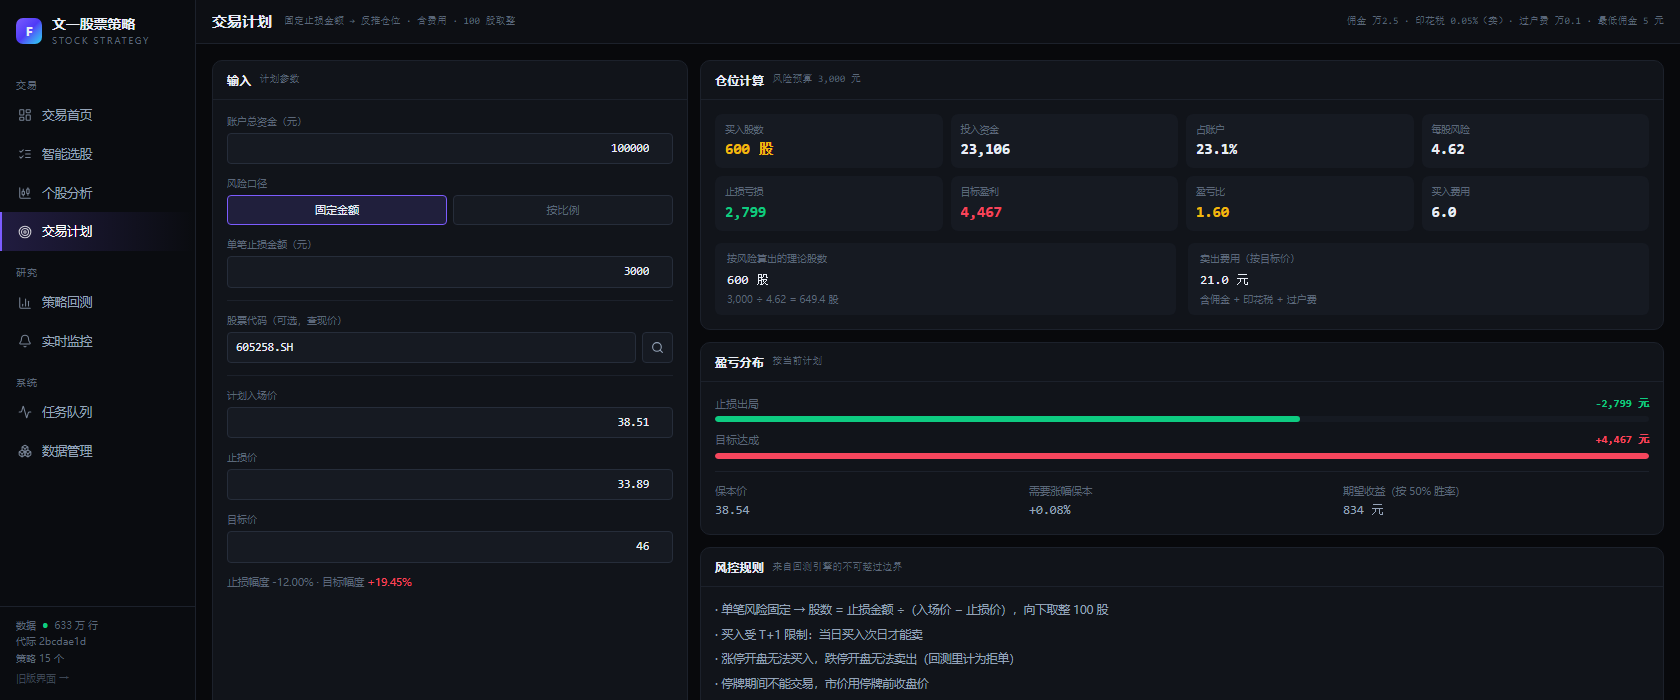 F
文一股票策略
STOCK STRATEGY
交易
交易首页
智能选股
个股分析
交易计划
研究
策略回测
实时监控
系统
任务队列
数据管理
数据 ● 633 万 行
代际 2bcdae1d
策略 15 个
旧版界面 →
交易计划 固定止损金额 → 反推仓位 · 含费用 · 100 股取整
佣金 万2.5 · 印花税 0.05%（卖）· 过户费 万0.1 · 最低佣金 5 元
输入 计划参数
账户总资金（元）
100000
风险口径
固定金额 按比例
单笔止损金额（元）
3000
股票代码（可选，查现价）
605258.SH
计划入场价
38.51
止损价
33.89
目标价
46
止损幅度 -12.00% · 目标幅度 +19.45%
仓位计算 风险预算 3,000 元
买入股数 投入资金 占账户 每股风险
600 股 23,106 23.1% 4.62
止损亏损 目标盈利 盈亏比 买入费用
2,799 4,467 1.60 6.0
按风险算出的理论股数 卖出费用（按目标价）
600 股 21.0 元
3,000 ÷ 4.62 = 649.4 股 含佣金 + 印花税 + 过户费
盈亏分布 按当前计划
止损出局 -2,799 元
目标达成 +4,467 元
保本价 需要涨幅保本 期望收益（按 50% 胜率）
38.54 +0.08% 834 元
风控规则 来自回测引擎的不可越过边界
· 单笔风险固定 → 股数 = 止损金额 ÷（入场价 − 止损价），向下取整 100 股
· 买入受 T+1 限制：当日买入次日才能卖
· 涨停开盘无法买入，跌停开盘无法卖出（回测里计为拒单）
· 停牌期间不能交易，市价用停牌前收盘价